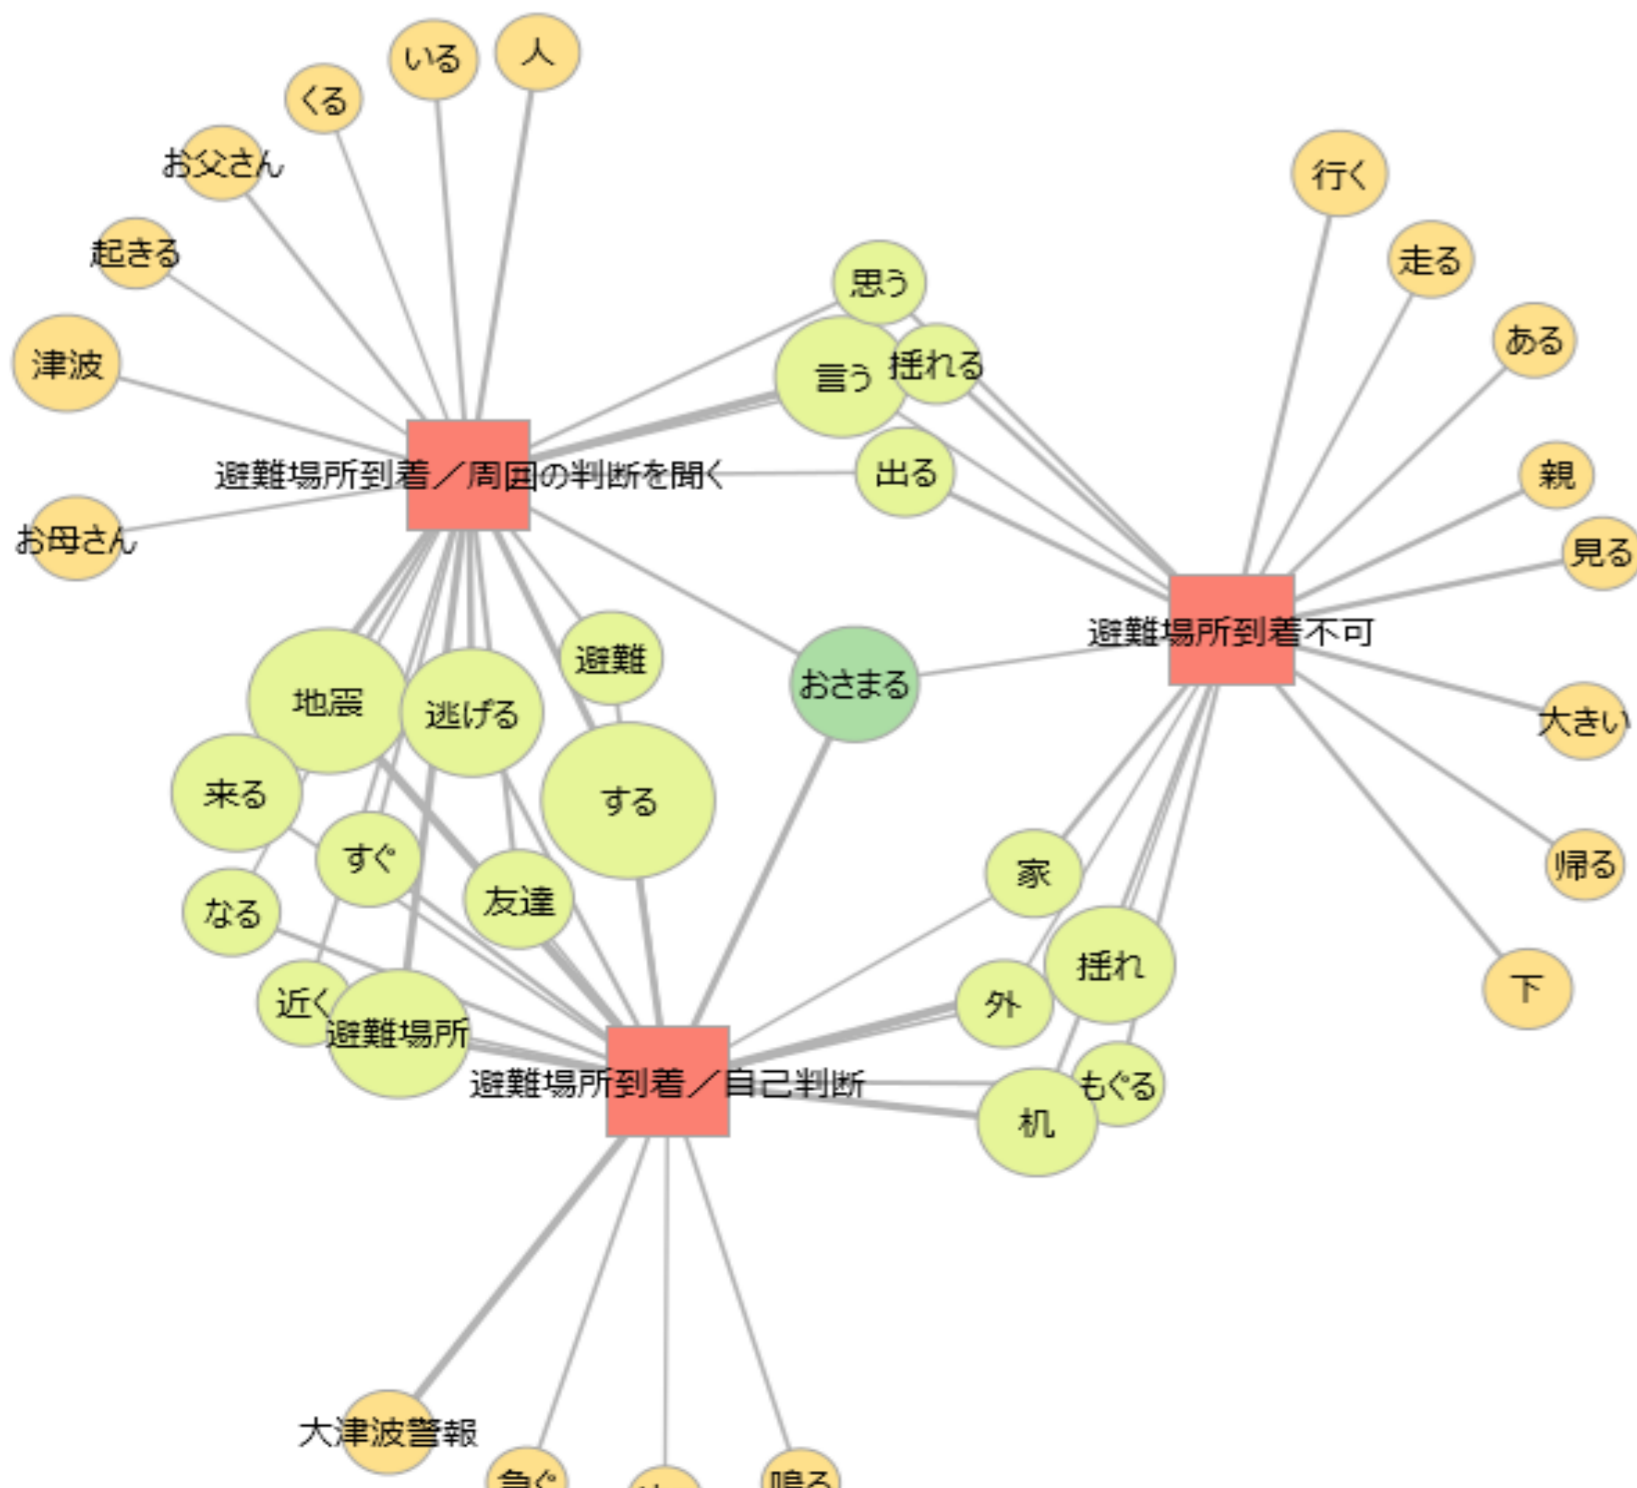 人
いる
くる
お父さん
行く
起きる
走る
思う
ある
津波
揺れる
言う
出る
避難場所到着／周囲の判断を聞く
親
お母さん
見る
避難場所到着不可
避難
おさまる
地震
逃げる
大きい
来る
する
すぐ
帰る
家
友達
なる
揺れ
下
近く
外
避難場所
避難場所到着／自己判断
もぐる
机
大津波警報
急ぐ
鳴る